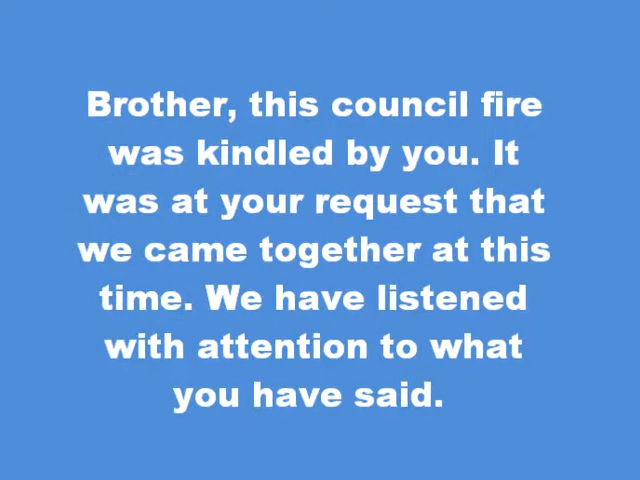 Brother, this council fire
was kindled by you. It
was at your request that
we came together at this
time. We have listened
with attention to what
you have said.